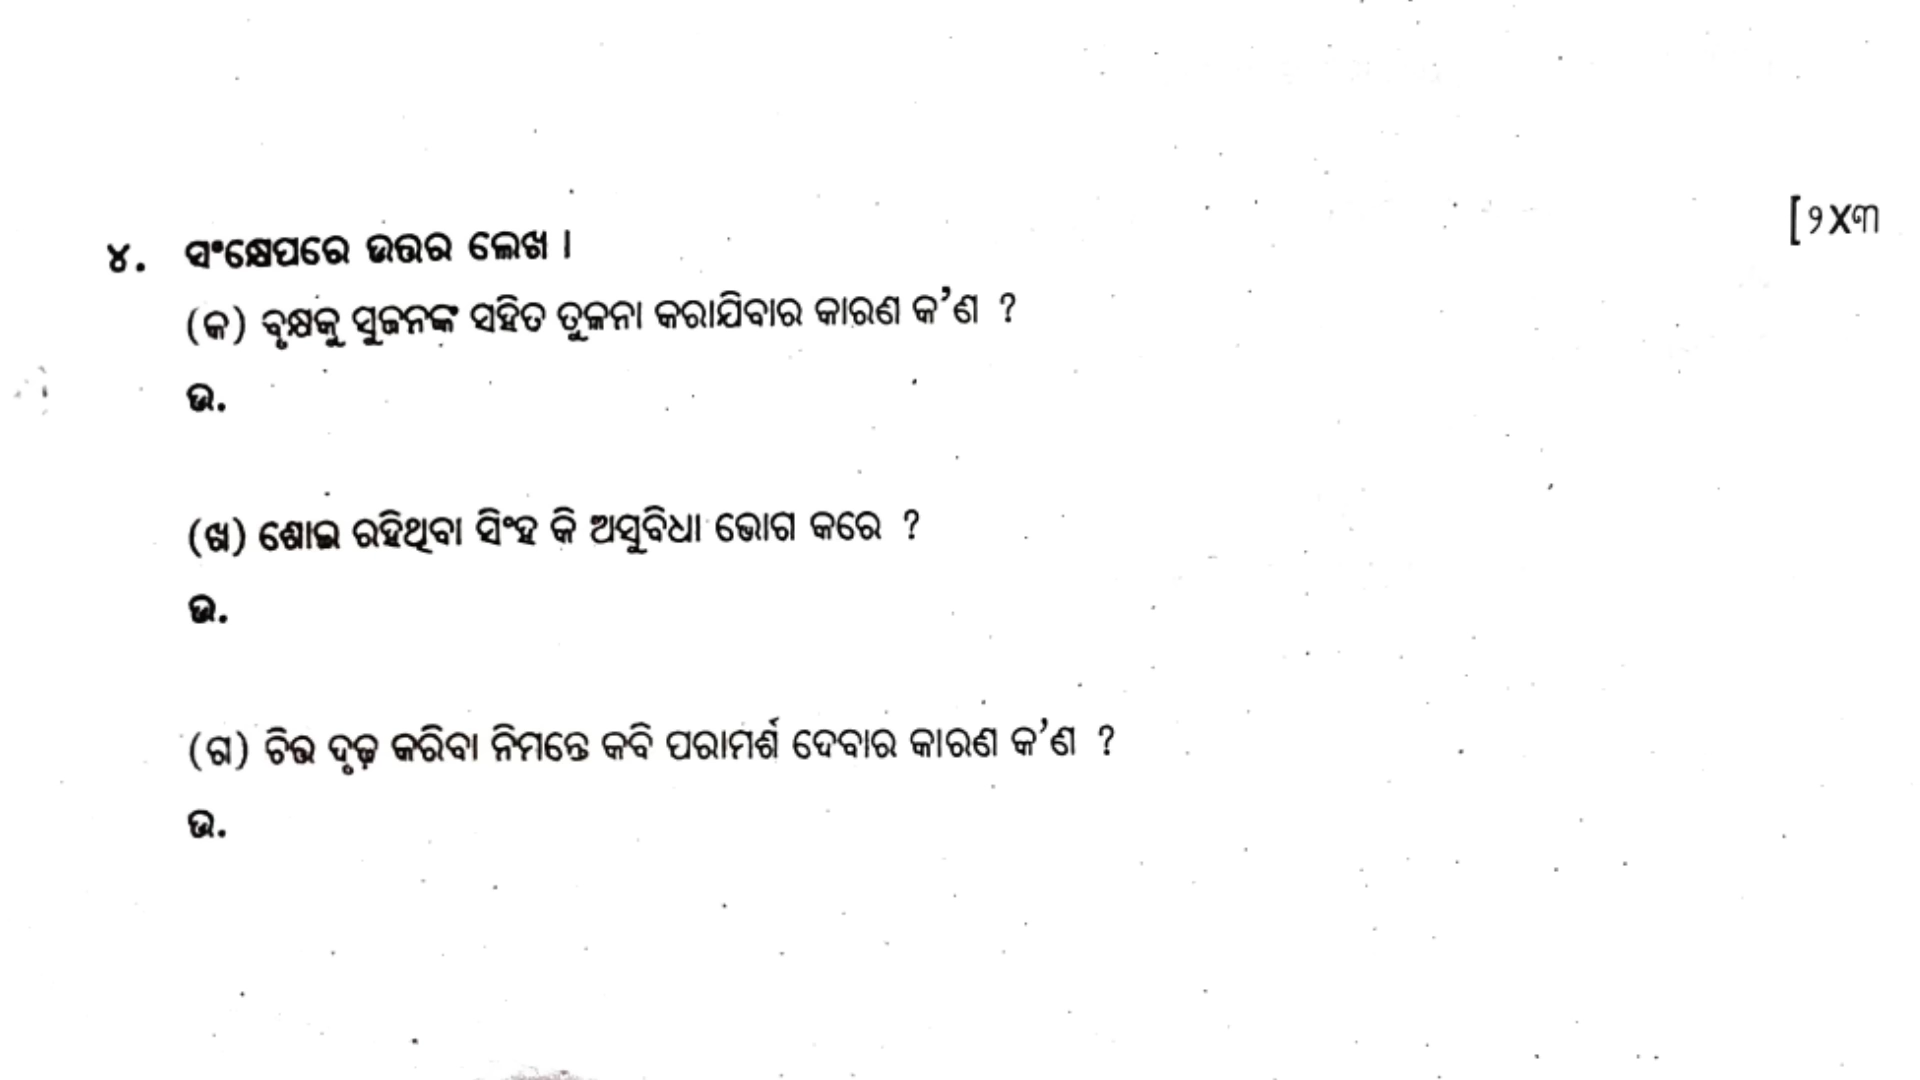 [୨X୩
୪. ସଂକ୍ଷେପରେ ଉତ୍ତର ଲେଖ ।
(କ) ବୃକ୍ଷକୁ ସୁଜନଙ୍କ ସହିତ ତୁଳନା କରାଯିବାର କାରଣ କ'ଣ ?
ଉ.
(ଖ) ଶୋଇ ରହିଥିବା ସିଂହ କି ଅସୁବିଧା ଭୋଗ କରେ ?
ଉ.
(ଗ) ଚିତ୍ତ ଦୃଢ଼ କରିବା ନିମନ୍ତେ କବି ପରାମର୍ଶ ଦେବାର କାରଣ କ'ଣ ?
ଉ.